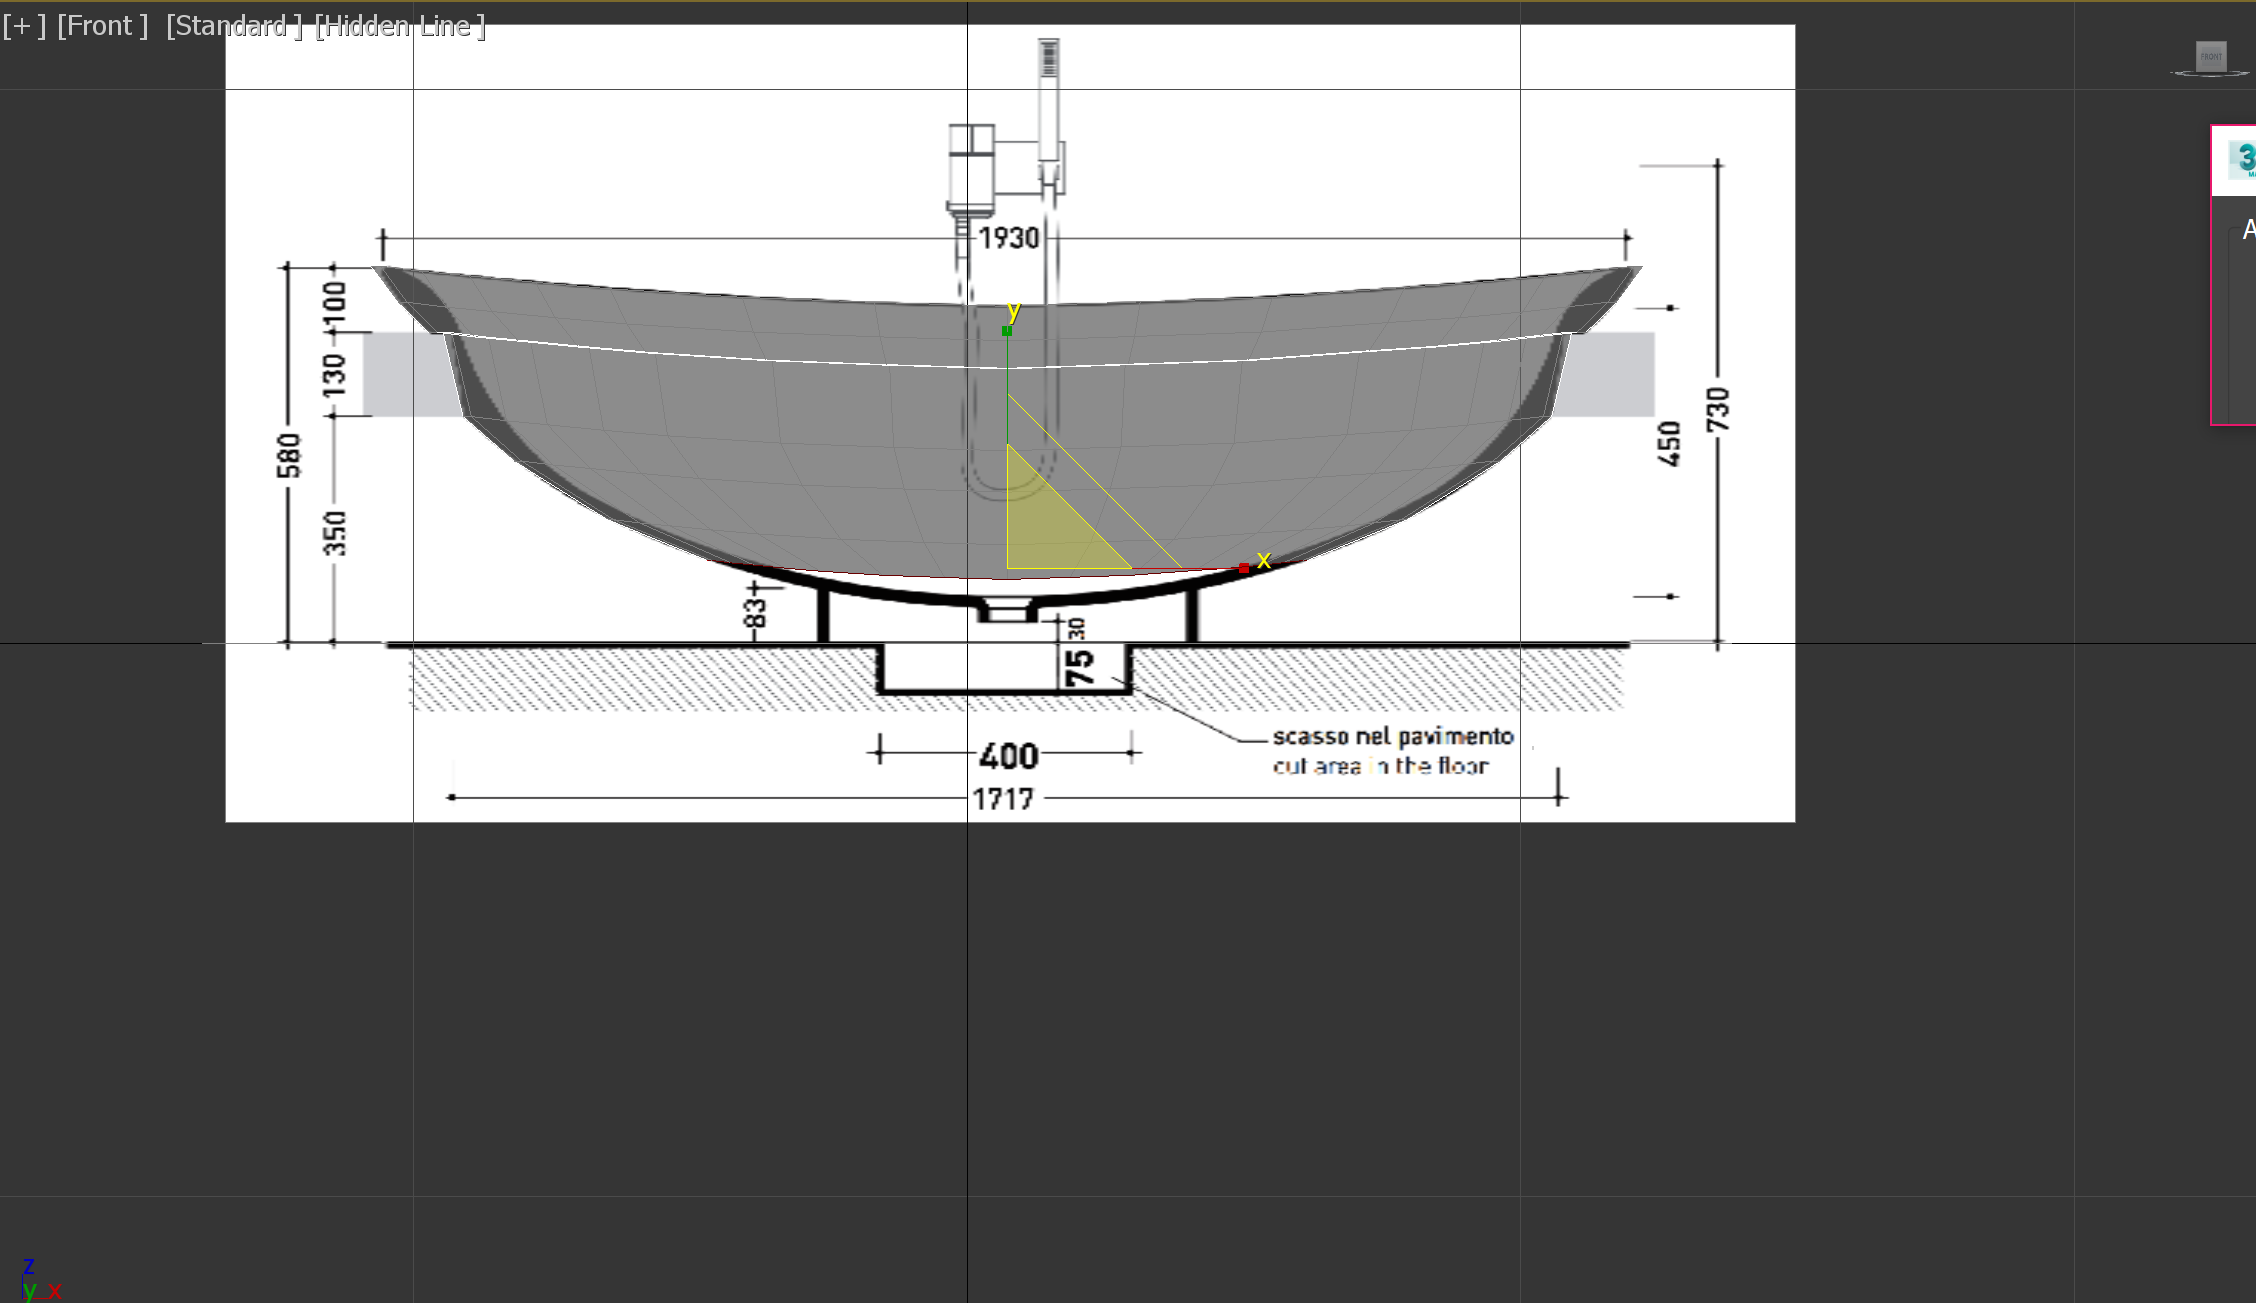 [+ ] [Front ] [Standard ] [Hidden Line ]
FRONT
3
A
1930
100
130
580
350
730
450
y
x
83
30
75
scasso nel pavimento
cut area in the floor
400
1717
z
y x